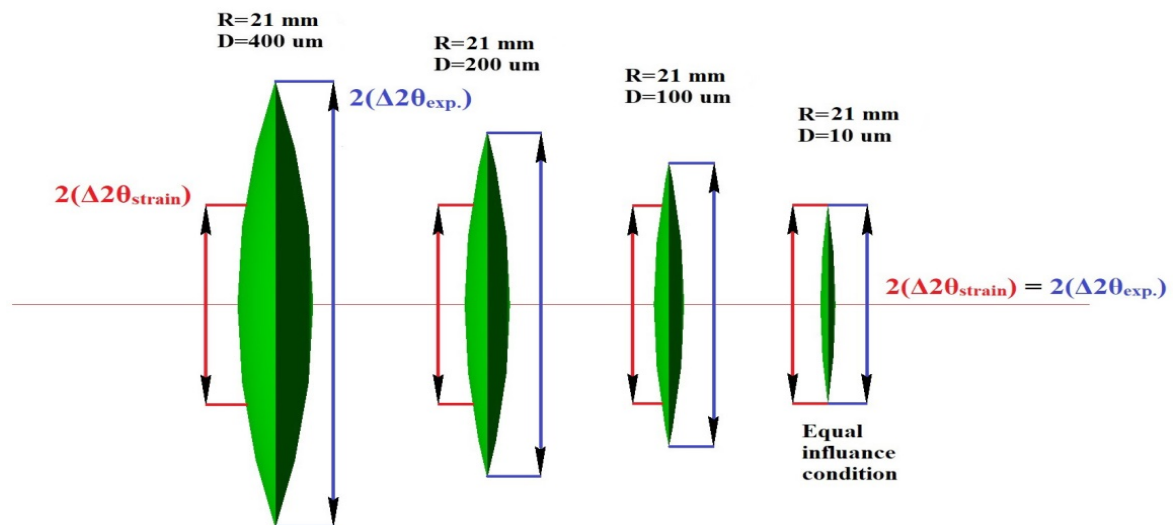 R=21 mm
D=400 um
2(Δ2θexp.)
2(Δ2θstrain)
R=21 mm
D=200 um
R=21 mm
D=100 um
R=21 mm
D=10 um
2(Δ2θstrain) = 2(Δ2θexp.)
Equal
influance
condition